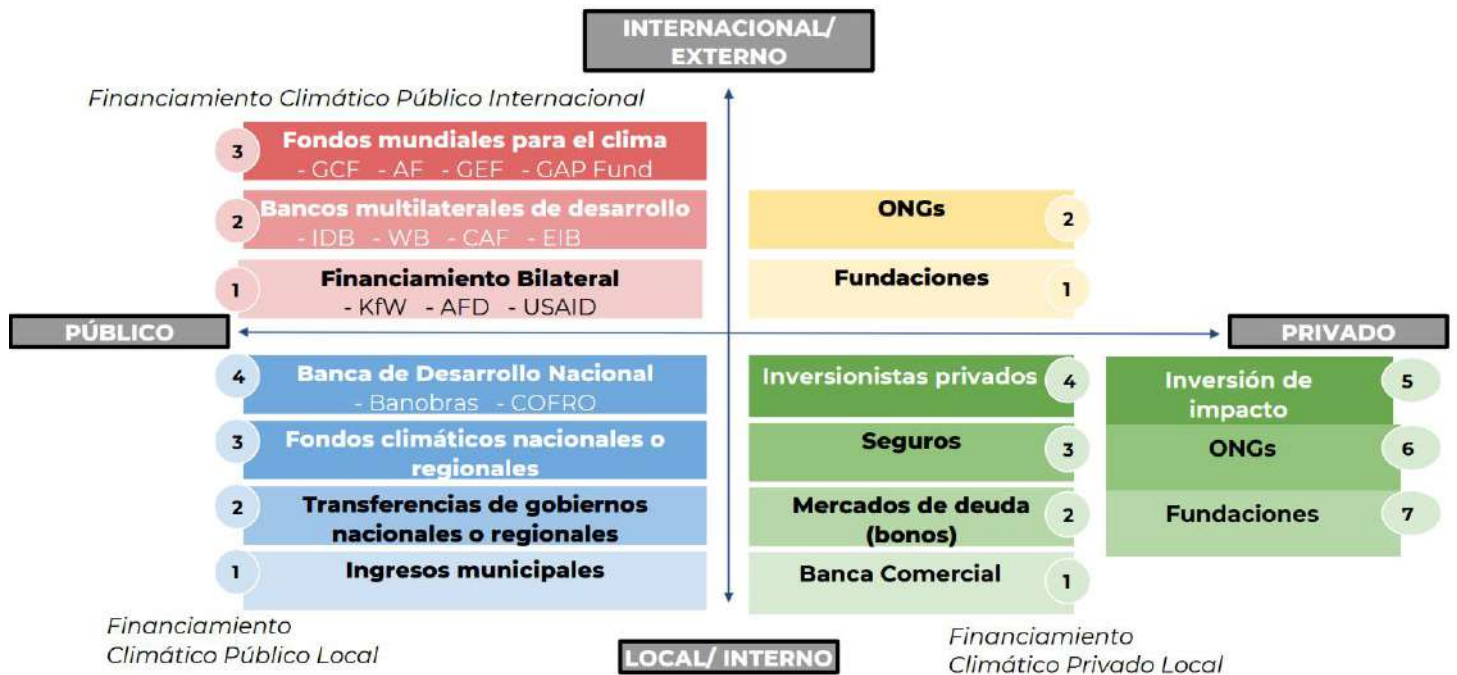 INTERNACIONAL/
EXTERNO
Financiamiento Climático Público Internacional
3
Fondos mundiales para el clima
- GCF - AF - GEF - GAP Fund
2
Bancos multilaterales de desarrollo
- IDB - WB - CAF - EIB
1
Financiamiento Bilateral
- KfW - AFD - USAID
ONGs
2
Fundaciones
1
PÚBLICO
PRIVADO
4
Banca de Desarrollo Nacional
- Banobras - COFRO
3
Fondos climáticos nacionales o
regionales
2
Transferencias de gobiernos
nacionales o regionales
1
Ingresos municipales
Inversionistas privados
4
Seguros
3
Mercados de deuda
(bonos)
2
Banca Comercial
1
Inversión de
impacto
5
ONGs
6
Fundaciones
7
Financiamiento
Climático Público Local
LOCAL/ INTERNO
Financiamiento
Climático Privado Local